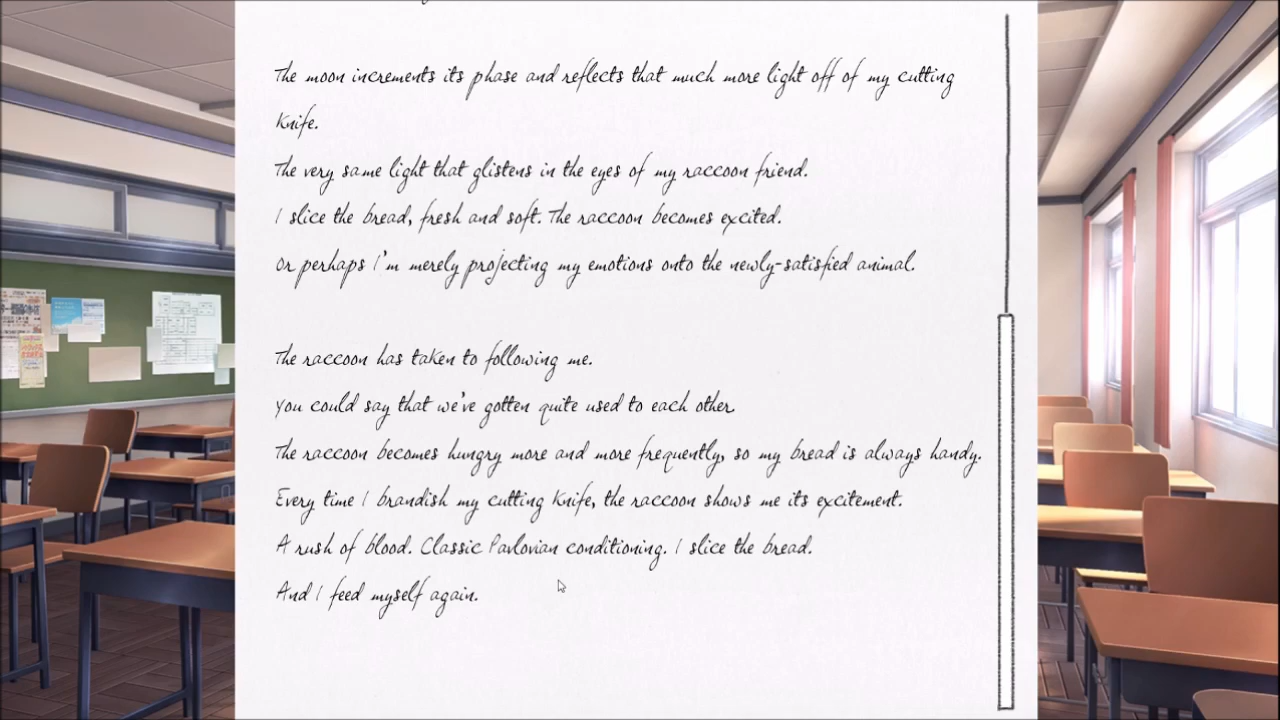 The moon increments its phase and reflects that much more light off of my cutting
knife.
The very same light that glistens in the eyes of my raccoon friend.
I slice the bread, fresh and soft. The raccoon becomes excited.
Or perhaps I'm merely projecting my emotions onto the newly-satisfied animal.
The raccoon has taken to following me.
You could say that we've gotten quite used to each other.
The raccoon becomes hungry more and more frequently, so my bread is always handy.
Every time I brandish my cutting knife, the raccoon shows me its excitement.
A rush of blood. Classic Pavlovian conditioning. I slice the bread.
And I feed myself again.